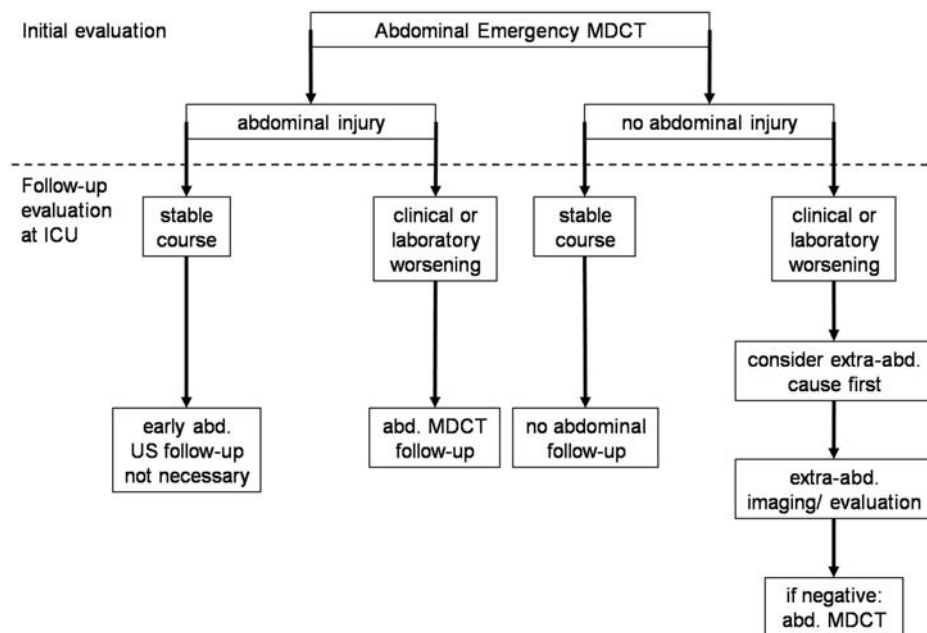 Initial evaluation
Abdominal Emergency MDCT
abdominal injury
no abdominal injury
Follow-up
evaluation
at ICU
stable
course
clinical or
laboratory
worsening
stable
course
clinical or
laboratory
worsening
consider extra-abd.
cause first
early abd.
US follow-up
not necessary
abd. MDCT
follow-up
no abdominal
follow-up
extra-abd.
imaging/ evaluation
if negative:
abd. MDCT